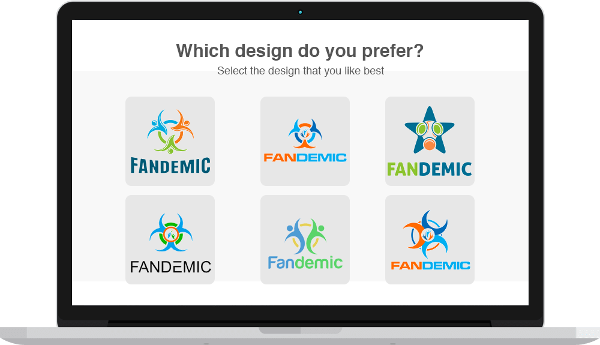 Which design do you prefer?
Select the design that you like best
FANDEMIC
FANDEMIC
FANDEMIC
FANDEMIC
Fandemic
FANDEMIC